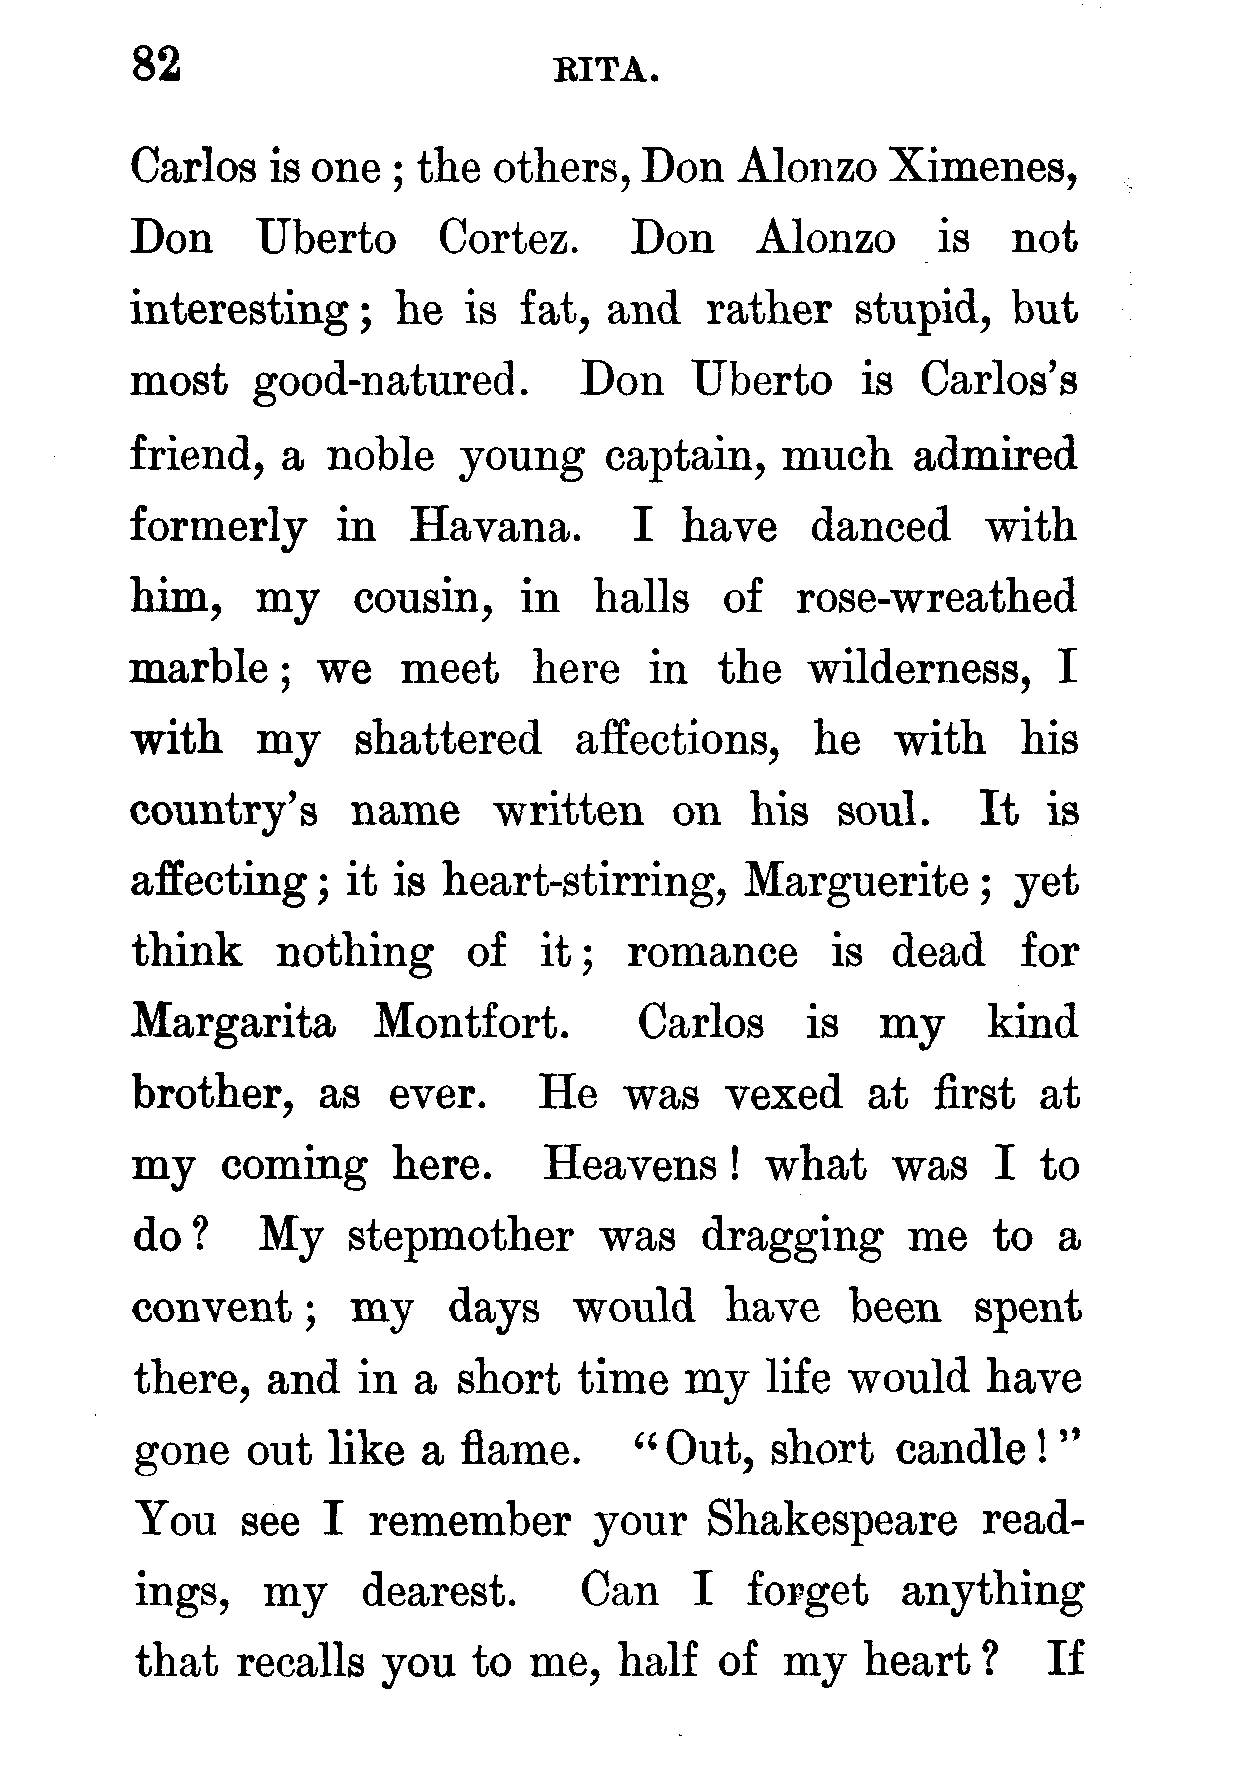 82 RITA.
Carlos is one ; the others, Don Alonzo Ximenes,
Don Uberto Cortez. Don Alonzo is not
interesting ; he is fat, and rather stupid, but
most good-natured. Don Uberto is Carlos's
friend, a noble young captain, much admired
formerly in Havana. I have danced with
him, my cousin, in halls of rose-wreathed
marble ; we meet here in the wilderness, I
with my shattered affections, he with his
country's name written on his soul. It is
affecting ; it is heart-stirring, Marguerite ; yet
think nothing of it ; romance is dead for
Margarita Montfort. Carlos is my kind
brother, as ever. He was vexed at first at
my coming here. Heavens ! what was I to
do ? My stepmother was dragging me to a
convent ; my days would have been spent
there, and in a short time my life would have
gone out like a flame. “Out, short candle ! ”
You see I remember your Shakespeare read-
ings, my dearest. Can I forget anything
that recalls you to me, half of my heart ? If